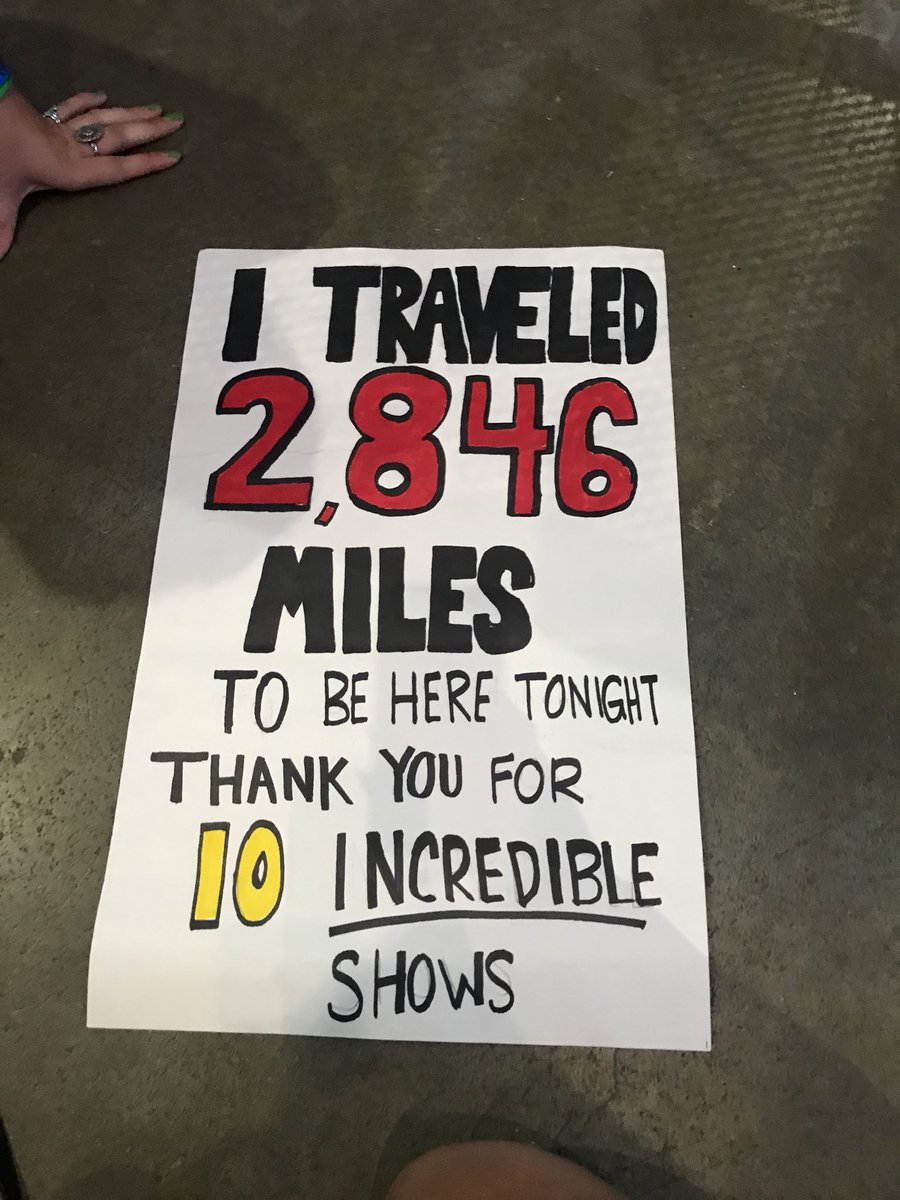 I TRAVELED
2,846
MILES
TO BE HERE TONIGHT
THANK YOU FOR
10 INCREDIBLE
SHOWS